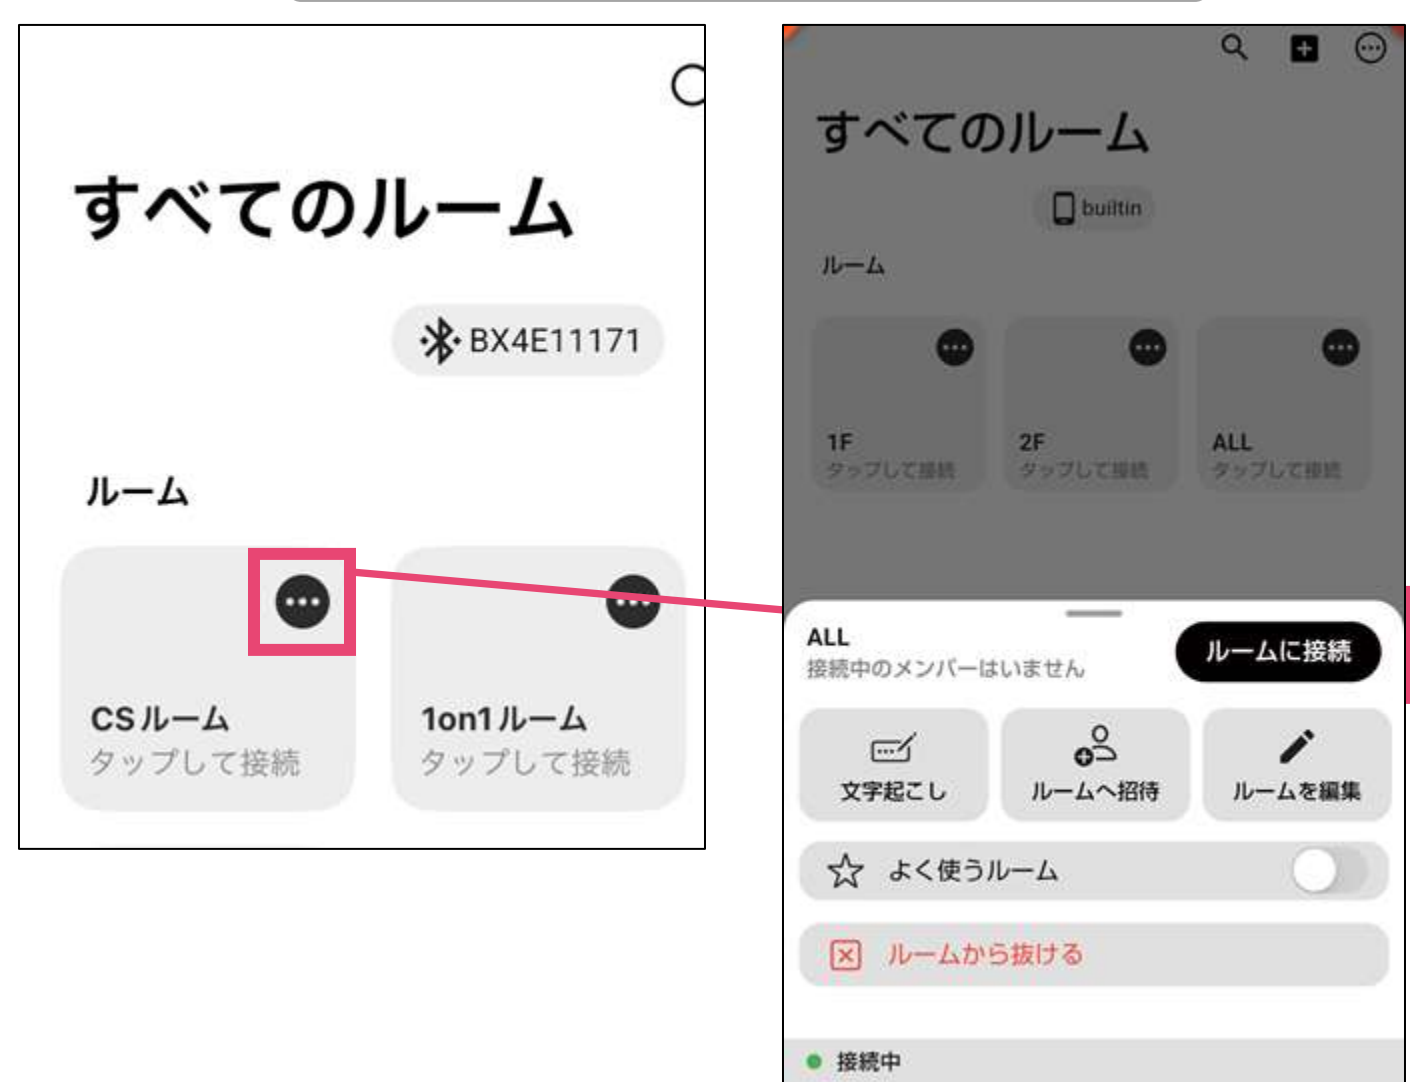 すべてのルーム
BX4E11171
ルーム
CSルーム
タップして接続
1on1ルーム
タップして接続
すべてのルーム
builtin
ルーム
1F
タップして接続
2F
タップして接続
ALL
タップして接続
ALL
接続中のメンバーはいません
ルームに接続
文字起こし
ルームへ招待
ルームを編集
よく使うルーム
ルームから抜ける
接続中